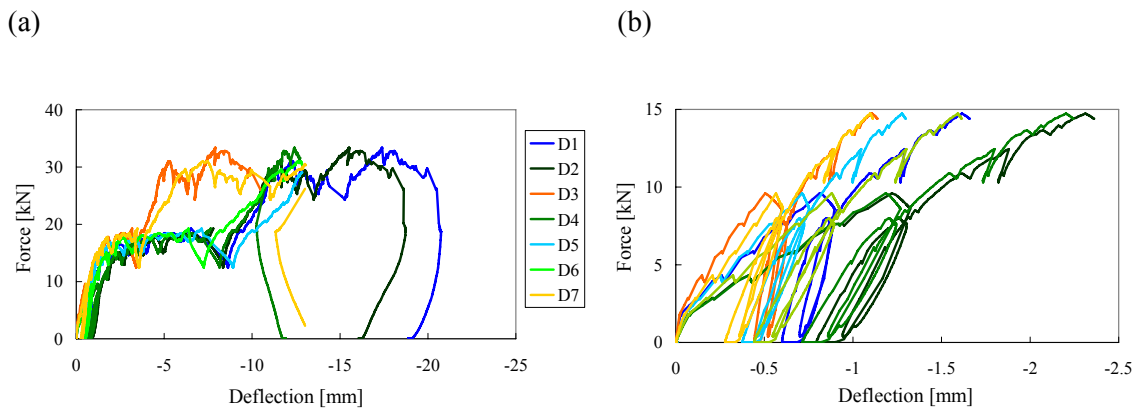 (a)
(b)
40
30
20
10
0
Force [kN]
0
-5
-10
-15
-20
-25
Deflection [mm]
D1
D2
D3
D4
D5
D6
D7
15
10
5
0
Force [kN]
0
-0.5
-1
-1.5
-2
-2.5
Deflection [mm]